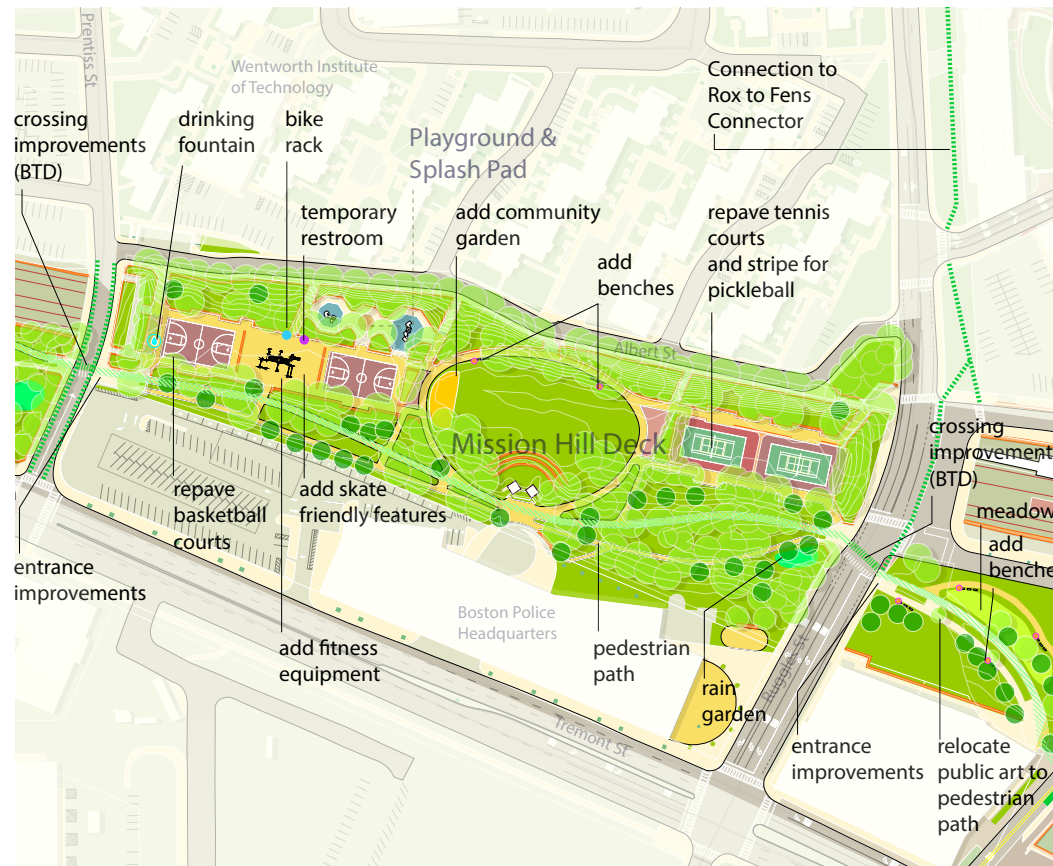 Prentiss St
Wentworth Institute
of Technology
Connection to
Rox to Fens
Connector
crossing
improvements
(BTD)
drinking
fountain
bike
rack
Playground &
Splash Pad
temporary
restroom
add community
garden
add
benches
repave tennis
courts
and stripe for
pickleball
Albert St
Mission Hill Deck
crossing
improvement
(BTD)
meadow
add
benche
repave
basketball
courts
add skate
friendly features
entrance
improvements
Boston Police
Headquarters
add fitness
equipment
pedestrian
path
rain
garden
Ruggles St
Tremont St
entrance
improvements
relocate
public art to
pedestrian
path